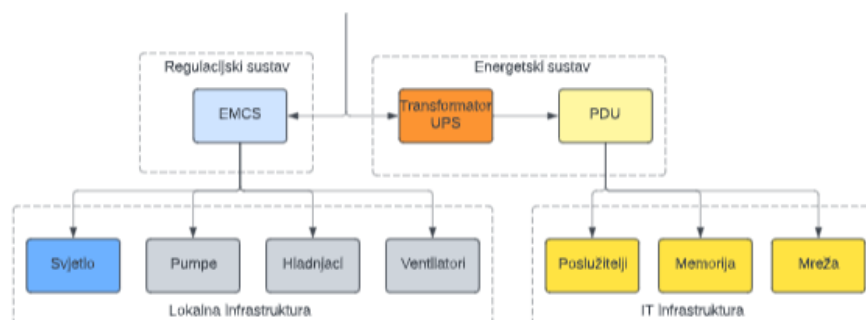 Regulacijski sustav
Energetski sustav
EMCS
Transformator
UPS
PDU
Svjetlo
Pumpe
Hladnjaci
Ventilatori
Poslužitelji
Memorija
Mreža
Lokalna Infrastruktura
IT Infrastruktura